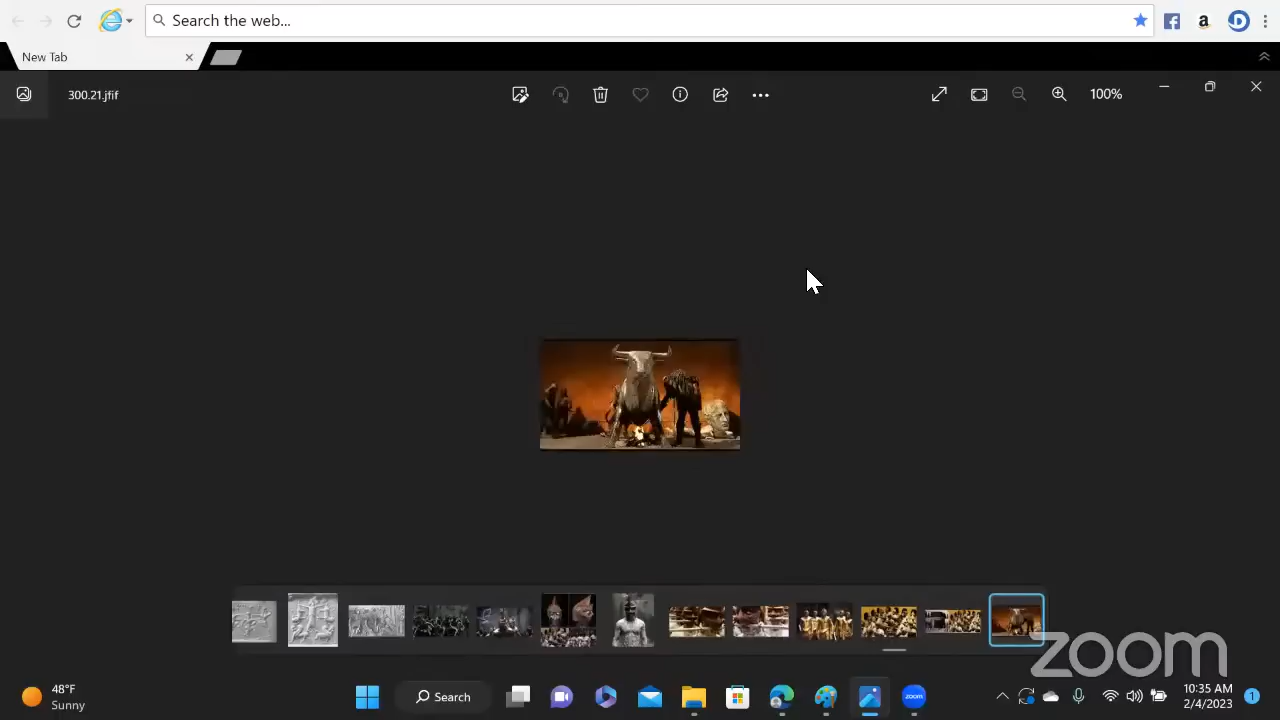 Search the web...
New Tab
300.21.jfif
100%
zoom
48°F
Sunny
Search
zoom
10:35 AM
2/4/2023
1